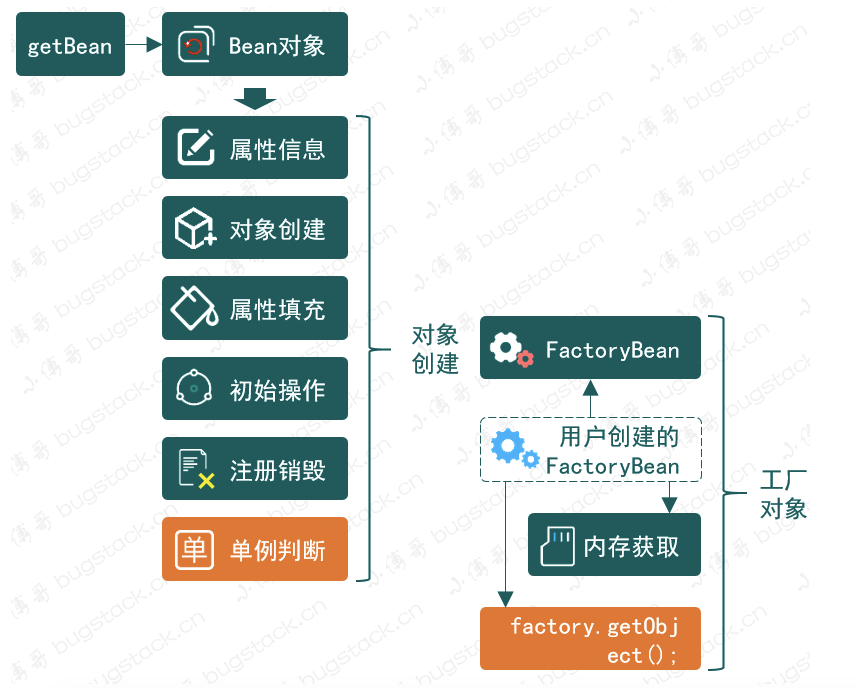 getBean
Bean对象
属性信息
对象创建
属性填充
初始操作
注册销毁
单
单例判断
对象
创建
FactoryBean
用户创建的
FactoryBean
内存获取
factory.getObj
ect();
工厂
对象
小傅哥 bugstack.cn